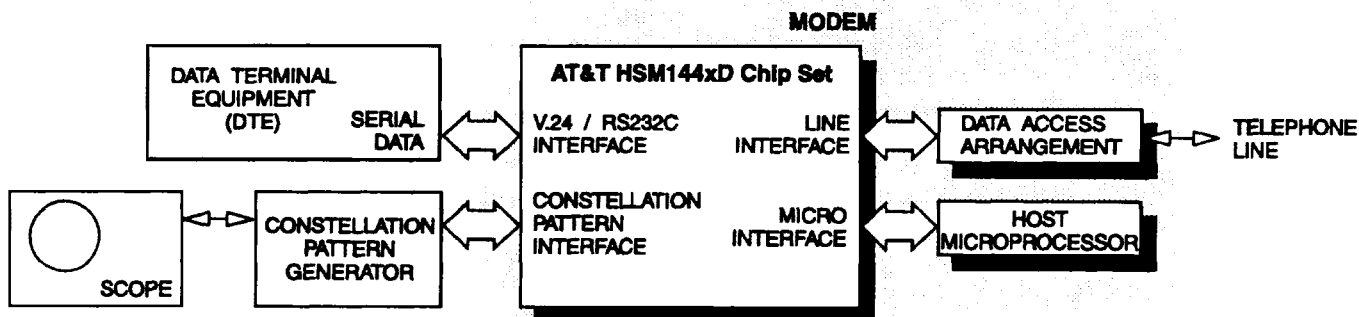 MODEM
DATA TERMINAL
EQUIPMENT
(DTE)
SERIAL
DATA
AT&T HSM144xD Chip Set
V.24 / RS232C
INTERFACE
LINE
INTERFACE
DATA ACCESS
ARRANGEMENT
TELEPHONE
LINE
SCOPE
CONSTELLATION
PATTERN
GENERATOR
CONSTELLATION
PATTERN
INTERFACE
MICRO
INTERFACE
HOST
MICROPROCESSOR